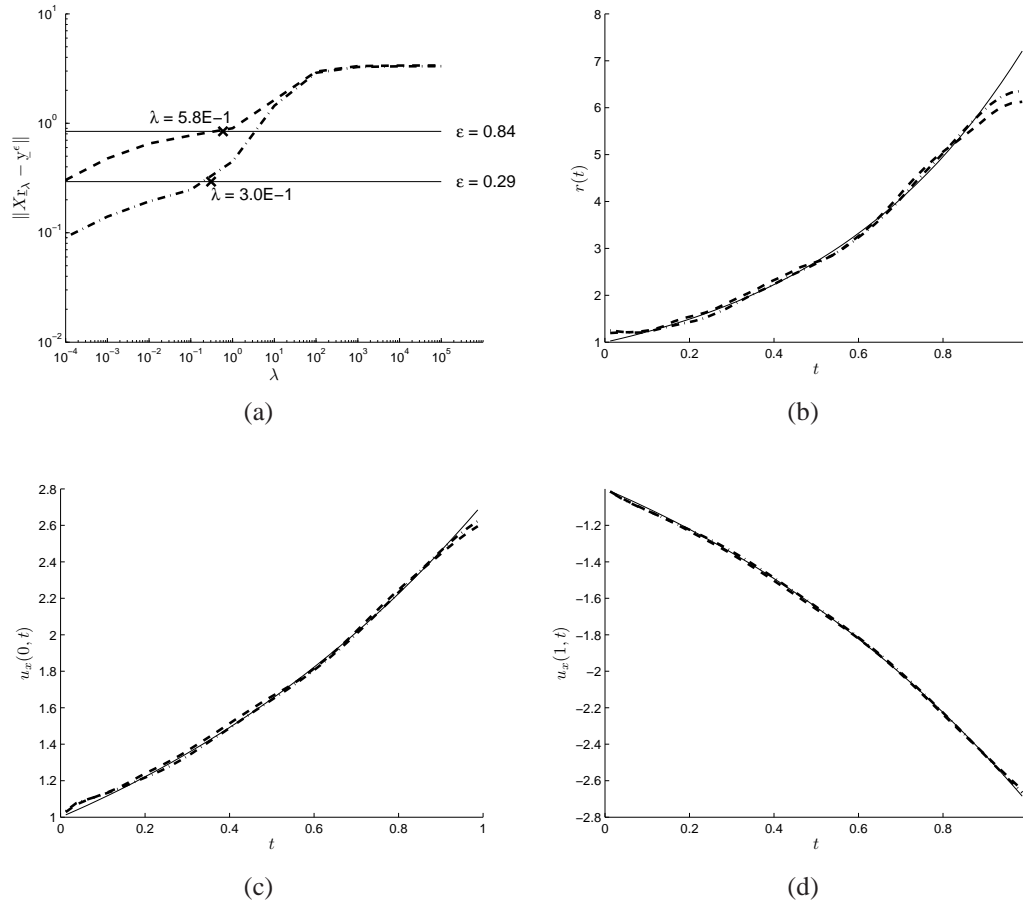 10^1
10^0
10^{-1}
10^{-2}
‖Xr_λ − y^ϵ‖
λ = 5.8E−1
ε = 0.84
ε = 0.29
λ = 3.0E−1
10^{-4} 10^{-3} 10^{-2} 10^{-1} 10^0 10^1 10^2 10^3 10^4 10^5
λ
(a)
8
7
6
5
4
3
2
1
r(t)
0 0.2 0.4 0.6 0.8
t
(b)
2.8
2.6
2.4
2.2
2
1.8
1.6
1.4
1.2
1
u_x(0, t)
0 0.2 0.4 0.6 0.8 1
t
(c)
−1.2
−1.4
−1.6
−1.8
−2
−2.2
−2.4
−2.6
−2.8
u_x(1, t)
0 0.2 0.4 0.6 0.8
t
(d)